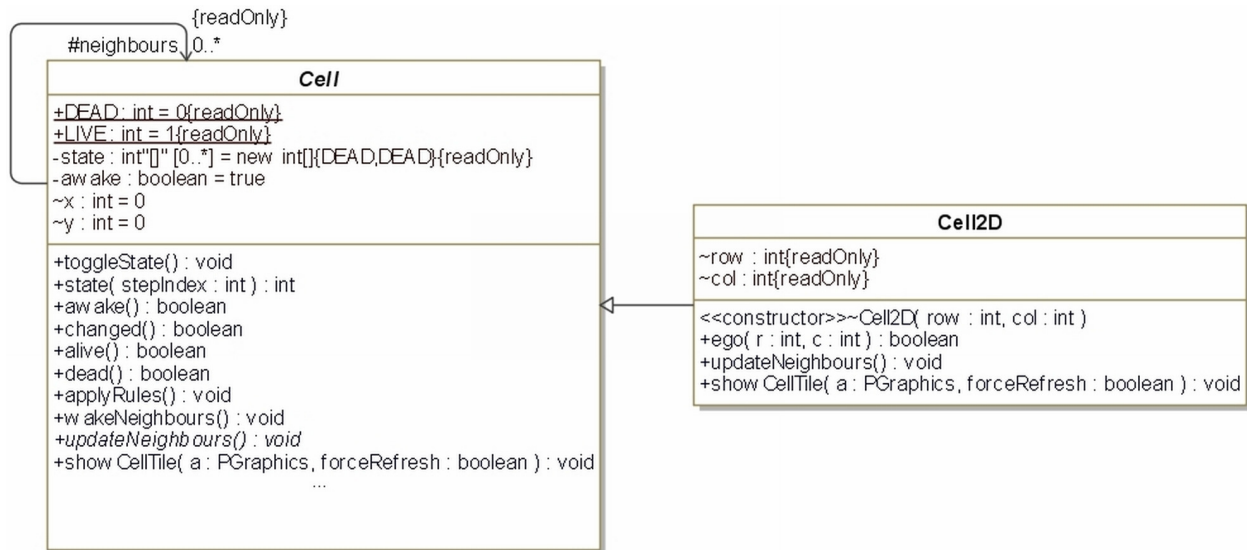 {readOnly}
#neighbours 0..*
Cell
+DEAD : int = 0{readOnly}
+LIVE : int = 1{readOnly}
-state : int"[]" [0..*] = new int[]{DEAD,DEAD}{readOnly}
-awake : boolean = true
~x : int = 0
~y : int = 0
+toggleState() : void
+state( stepIndex : int ) : int
+awake() : boolean
+changed() : boolean
+alive() : boolean
+dead() : boolean
+applyRules() : void
+wakeNeighbours() : void
+updateNeighbours() : void
+showCellTile( a : PGraphics, forceRefresh : boolean ) : void
...
Cell2D
~row : int{readOnly}
~col : int{readOnly}
<<constructor>>~Cell2D( row : int, col : int )
+ego( r : int, c : int ) : boolean
+updateNeighbours() : void
+showCellTile( a : PGraphics, forceRefresh : boolean ) : void